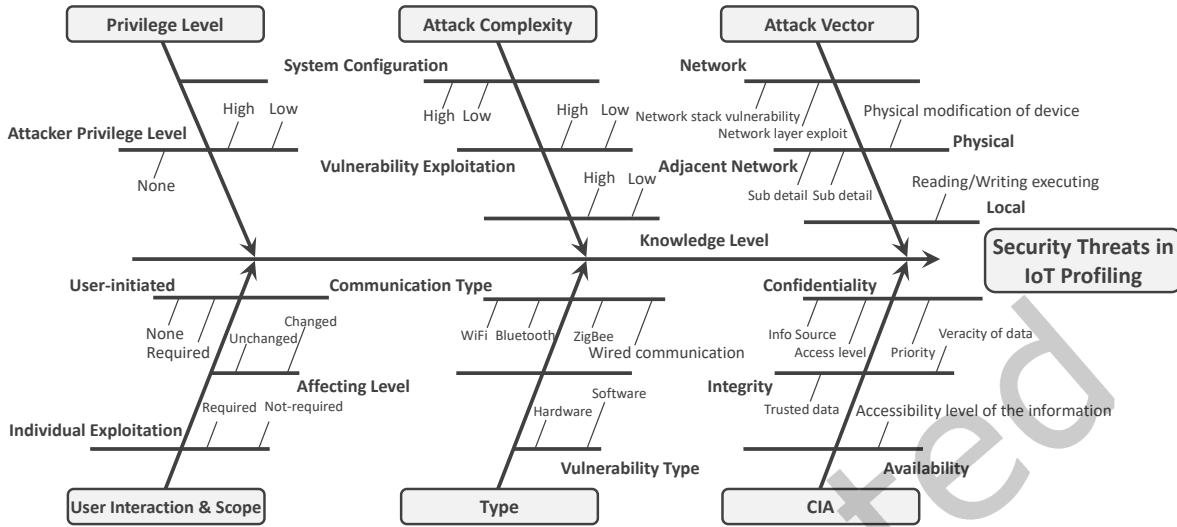 Privilege Level
Attack Complexity
Attack Vector
System Configuration
Network
High
Low
High
Low
High Low
High
Low
Network stack vulnerability
Network layer exploit
Physical modification of device
Attacker Privilege Level
Physical
None
Vulnerability Exploitation
Adjacent Network
High
Low
Sub detail
Sub detail
Reading/Writing executing
Local
Knowledge Level
Security Threats in
IoT Profiling
User-initiated
Communication Type
Confidentiality
None
Required
Unchanged
Changed
WiFi
Bluetooth
ZigBee
Wired communication
Info Source
Access level
Priority
Veracity of data
Affecting Level
Integrity
Required
Not-required
Hardware
Software
Trusted data
Accessibility level of the information
Individual Exploitation
Vulnerability Type
Availability
User Interaction & Scope
Type
CIA
ted